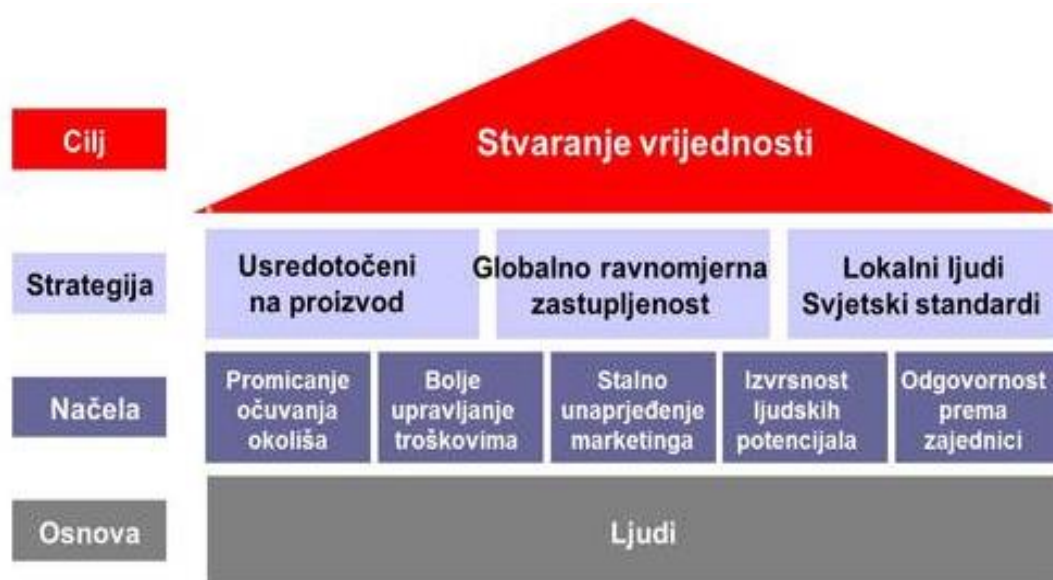 Cilj
Stvaranje vrijednosti
Strategija
Usredotočeni
na proizvod
Globalno ravnomjerna
zastupljenost
Lokalni ljudi
Svjetski standardi
Načela
Promicanje
očuvanja
okoliša
Bolje
upravljanje
troškovima
Stalno
unaprjeđenje
marketinga
Izvrsnost
ljudskih
potencijala
Odgovornost
prema
zajednici
Osnova
Ljudi